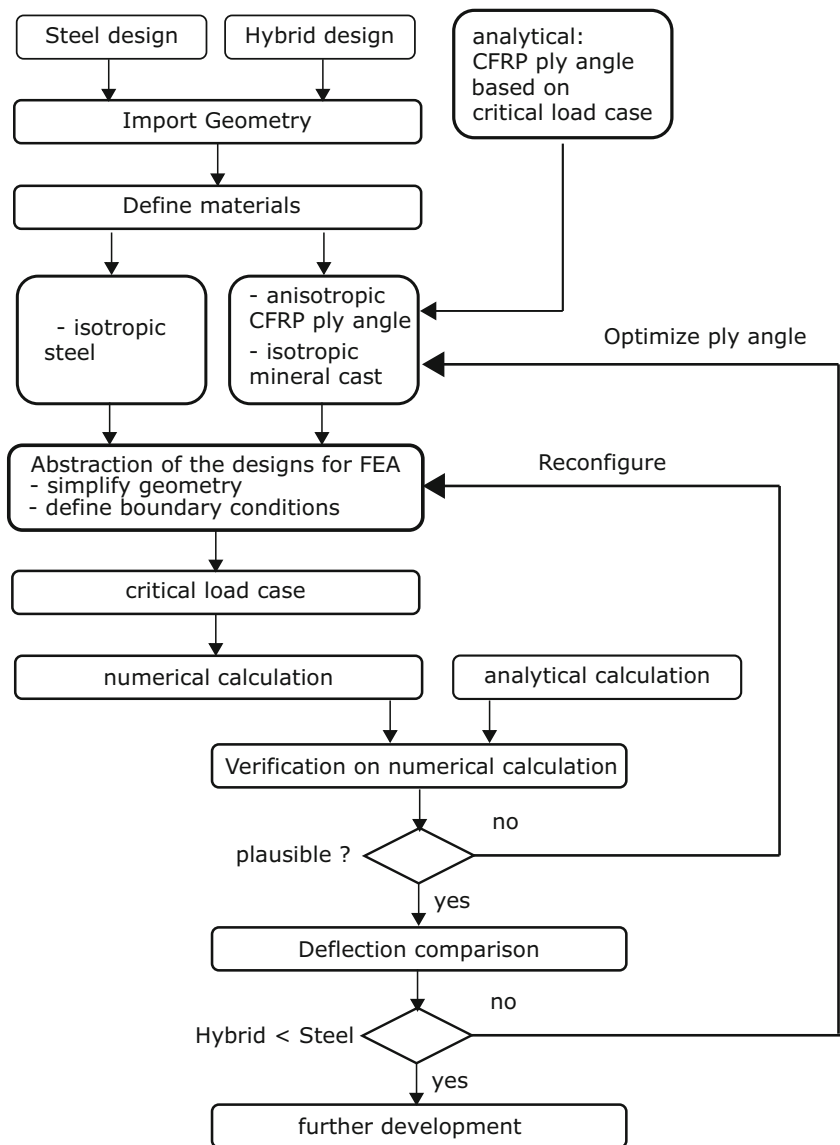 Steel design
Hybrid design
analytical:
CFRP ply angle
based on
critical load case
Import Geometry
Define materials
- isotropic
steel
- anisotropic
CFRP ply angle
- isotropic
mineral cast
Optimize ply angle
Abstraction of the designs for FEA
- simplify geometry
- define boundary conditions
Reconfigure
critical load case
numerical calculation
analytical calculation
Verification on numerical calculation
no
plausible ?
yes
Deflection comparison
no
Hybrid < Steel
yes
further development